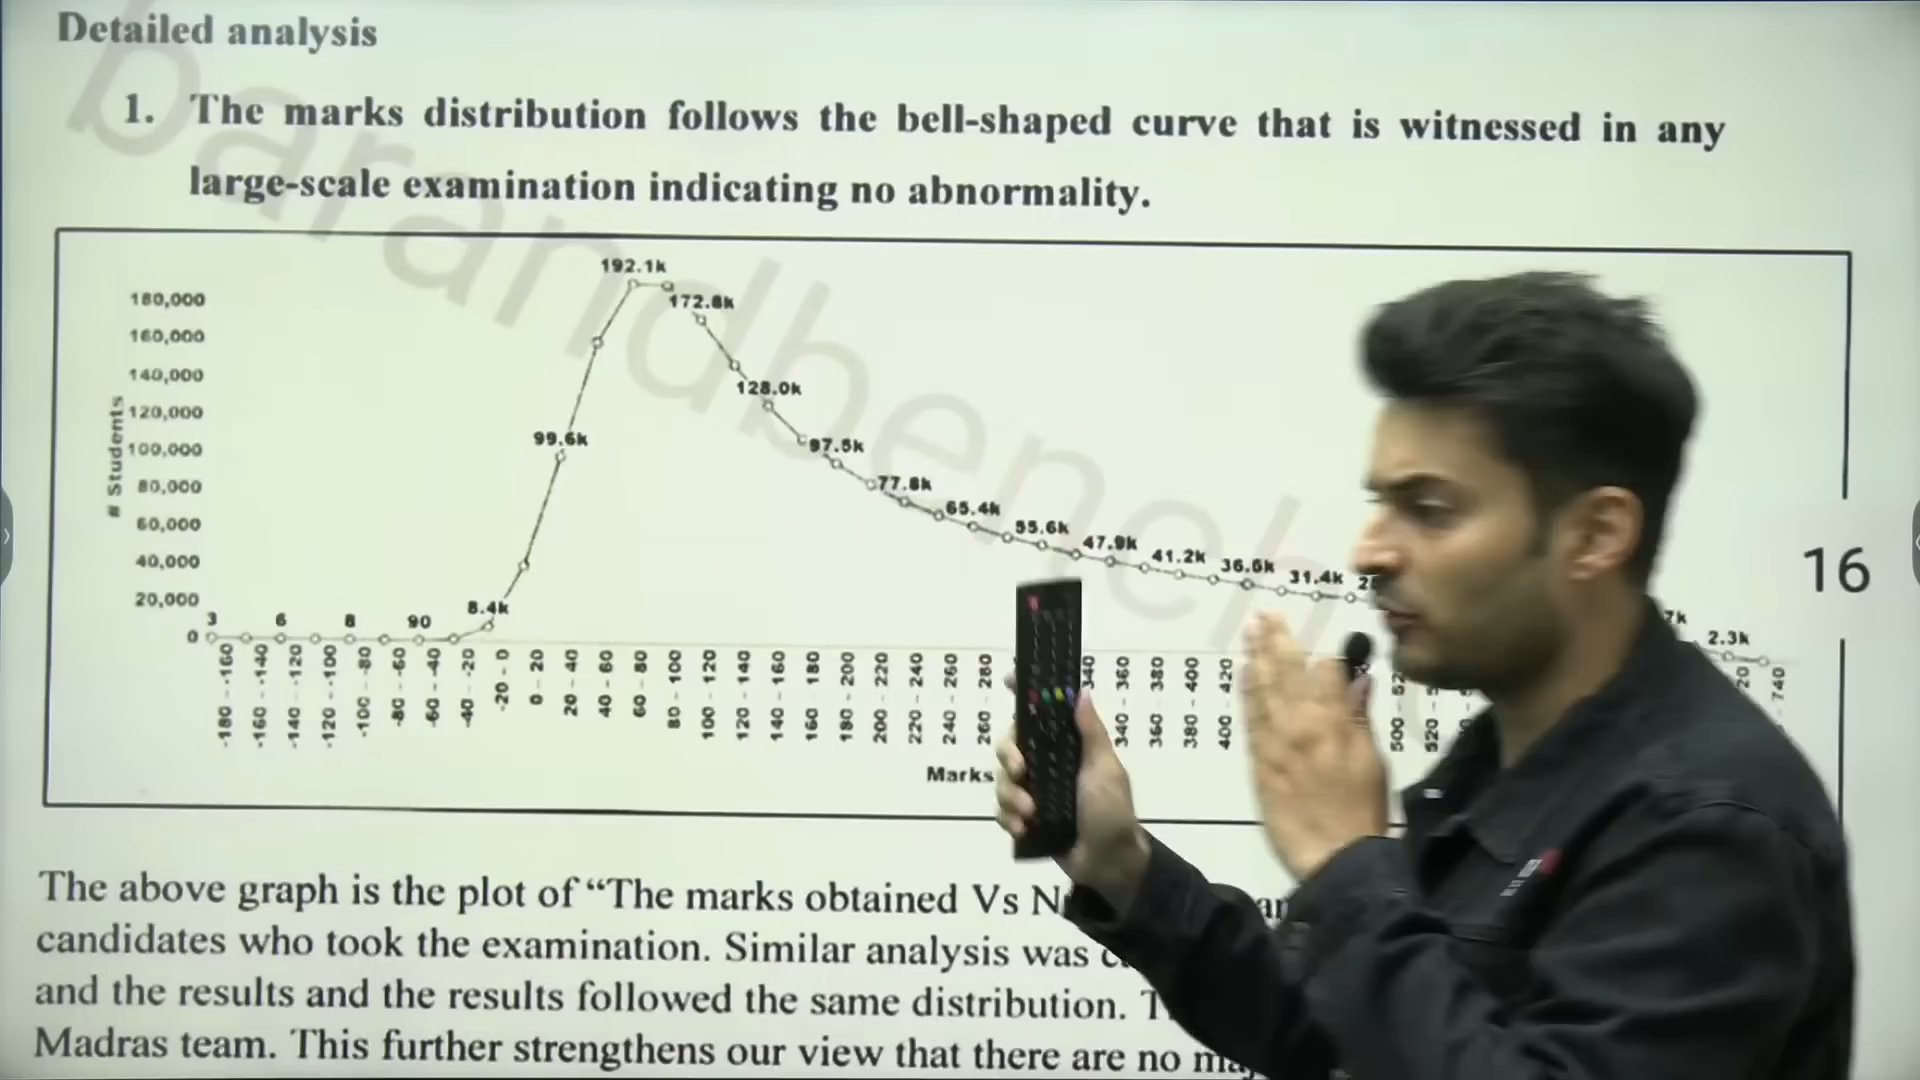 Detailed analysis
1. The marks distribution follows the bell-shaped curve that is witnessed in any
large-scale examination indicating no abnormality.
barandbench
192.1k
172.8k
128.0k
99.6k
97.5k
77.8k
65.4k
55.6k
47.9k
41.2k
36.6k
31.4k
8.4k
3
6
8
90
2.3k
180,000
160,000
140,000
120,000
100,000
80,000
60,000
40,000
20,000
0
# Students
-180 - -160
-160 - -140
-140 - -120
-120 - -100
-100 - -80
-80 - -60
-60 - -40
-40 - -20
-20 - 0
0 - 20
20 - 40
40 - 60
60 - 80
80 - 100
100 - 120
120 - 140
140 - 160
160 - 180
180 - 200
200 - 220
220 - 240
240 - 260
260 - 280
340
340 - 360
360 - 380
380 - 400
400 - 420
740
Marks
16
The above graph is the plot of “The marks obtained Vs
candidates who took the examination. Similar analysis was
and the results and the results followed the same distribution.
Madras team. This further strengthens our view that there are no